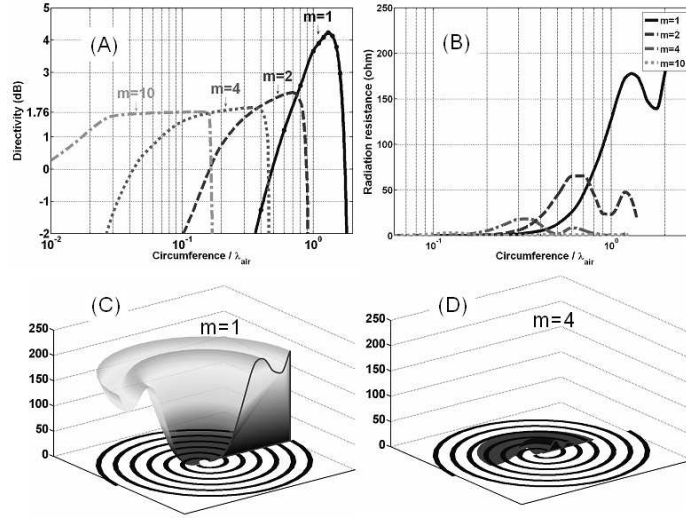 (A)
Directivity (dB)
5
4
3
2
1.76
1
0
-1
-2
m=10
m=4
m=2
m=1
10^-2
10^-1
10^0
Circumference / λair
(B)
Radiation resistance (ohm)
250
200
150
100
50
0
m=1
m=2
m=4
m=10
10^-1
10^0
Circumference / λair
(C)
m=1
250
200
150
100
50
0
(D)
m=4
250
200
150
100
50
0